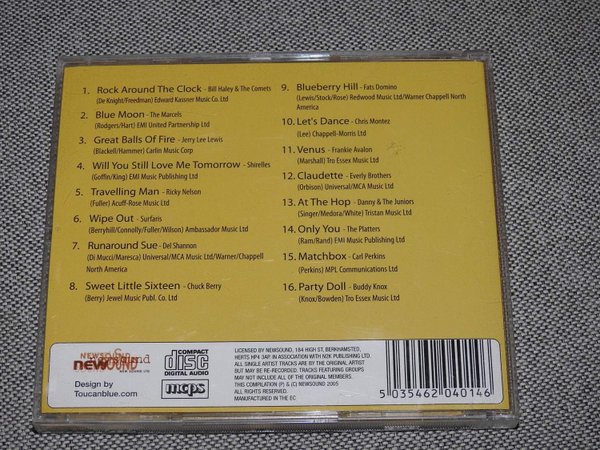 1. Rock Around The Clock - Bill Haley & The Comets
(De Knight/Freedman) Edward Kassner Music Co. Ltd
2. Blue Moon - The Marcels
(Rodgers/Hart) EMI United Partnership Ltd
3. Great Balls Of Fire - Jerry Lee Lewis
(Blackell/Hammer) Carlin Music Corp
4. Will You Still Love Me Tomorrow - Shirelles
(Goffin/King) EMI Music Publishing Ltd
5. Travelling Man - Ricky Nelson
(Fuller) Acuff-Rose Music Ltd
6. Wipe Out - Surfaris
(Berryhill/Connolly/Fuller/Wilson) Ambassador Music Ltd
7. Runaround Sue - Del Shannon
(Di Mucci/Maresca) Universal/MCA Music Ltd/Warner/Chappell
North America
8. Sweet Little Sixteen - Chuck Berry
(Berry) Jewel Music Publ. Co. Ltd
9. Blueberry Hill - Fats Domino
(Lewis/Stock/Rose) Redwood Music Ltd/Warner Chappell North
America
10. Let's Dance - Chris Montez
(Lee) Chappell-Morris Ltd
11. Venus - Frankie Avalon
(Marshall) Tro Essex Music Ltd
12. Claudette - Everly Brothers
(Orbison) Universal/MCA Music Ltd
13. At The Hop - Danny & The Juniors
(Singer/Medora/White) Tristan Music Ltd
14. Only You - The Platters
(Ram/Rand) EMI Music Publishing Ltd
15. Matchbox - Carl Perkins
(Perkins) MPL Communications Ltd
16. Party Doll - Buddy Knox
(Knox/Bowden) Tro Essex Music Ltd
NEWSOUND
newSOUND
NEW SOUND LTD
Design by
Toucanblue.com
COMPACT
disc
DIGITAL AUDIO
mcps
LICENSED BY NEWSOUND, 184 HIGH ST, BERKHAMSTED,
HERTS HP4 3AP. IN ASSOCIATION WITH NDK PUBLISHING LTD.
ALL SINGLE ARTIST TRACKS ARE BY THE ORIGINAL ARTIST
BUT MAY BE RE-RECORDED. TRACKS FEATURING GROUPS
MAY NOT INCLUDE ALL OF THE ORIGINAL MEMBERS.
THIS COMPILATION (P) & (C) NEWSOUND 2005
ALL RIGHTS RESERVED.
MANUFACTURED IN THE EC
5 035462 040146